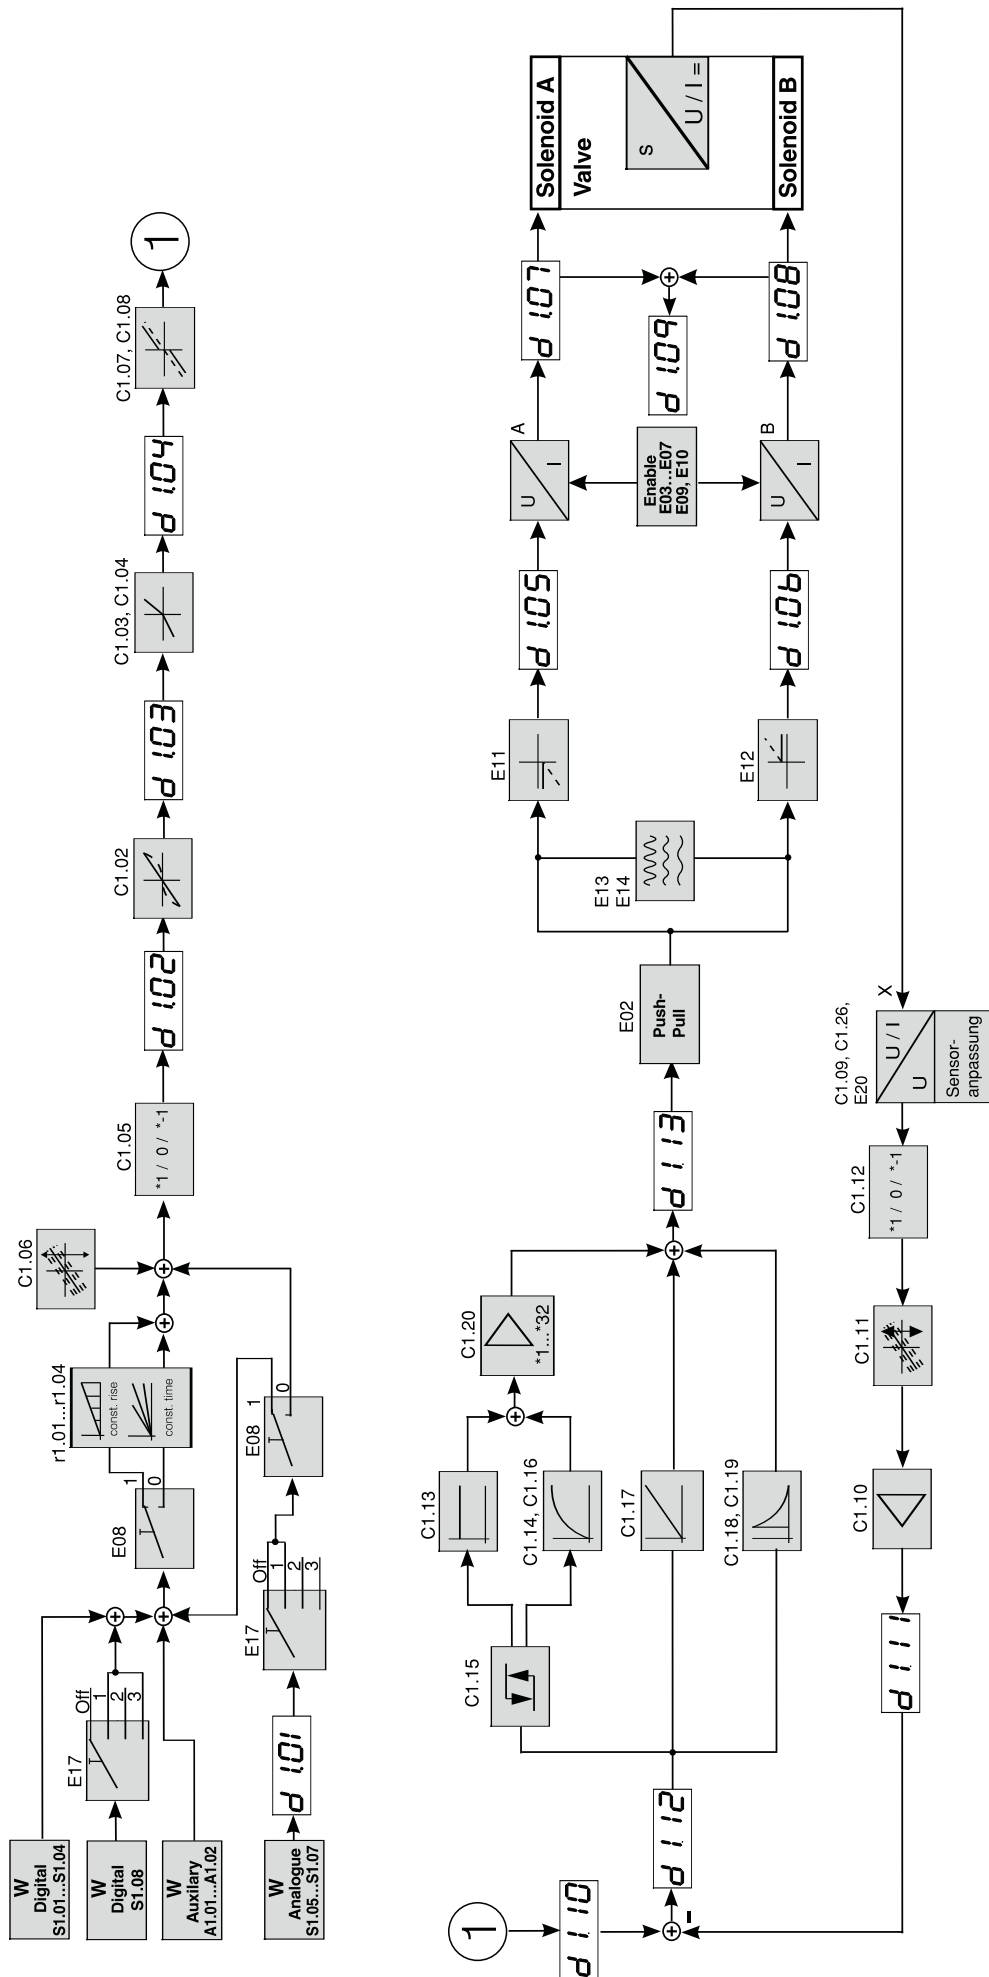 W
Digital
S1.01...S1.04
W
Digital
S1.08
W
Auxilary
A1.01...A1.02
W
Analogue
S1.05...S1.07
E17
Off
1
2
3
P 1.01
E17
Off
1
2
3
E08
1
0
E08
1
0
r1.01...r1.04
const. rise
const. time
C1.06
C1.05
*1 / 0 / *-1
P 1.02
C1.02
P 1.03
C1.03, C1.04
P 1.04
C1.07, C1.08
1
1
P 1.10
-
P 1.12
C1.15
C1.13
C1.14, C1.16
C1.17
C1.18, C1.19
C1.20
*1...*32
P 1.13
E02
Push-
Pull
E13
E14
E11
E12
P 1.05
P 1.06
U
I
A
Enable
E03...E07
E09, E10
U
I
B
P 1.07
P 1.09
P 1.08
Solenoid A
Valve
s
U / I =
Solenoid B
P 1.11
C1.10
C1.11
C1.12
*1 / 0 / *-1
C1.09, C1.26,
E20
U
U / I
X
Sensor-
anpassung